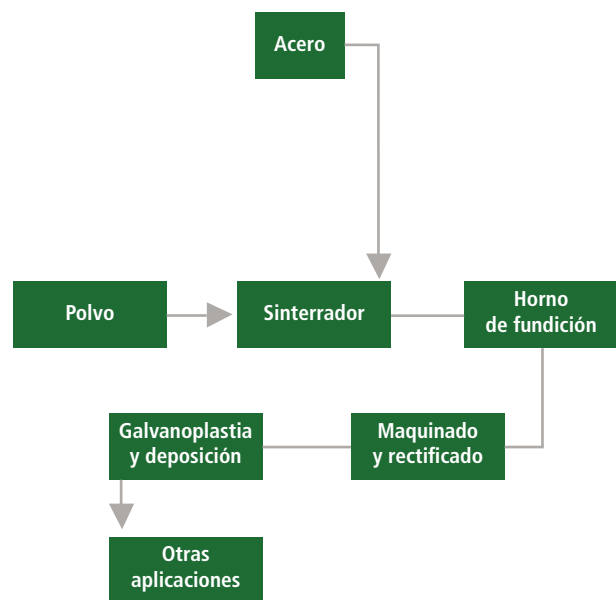 Acero
Polvo
Sinterrador
Horno
de fundición
Galvanoplastia
y deposición
Maquinado
y rectificado
Otras
aplicaciones